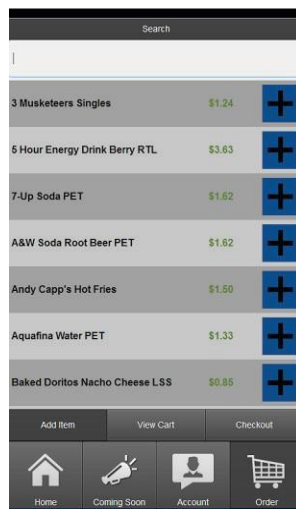 Search
3 Musketeers Singles $1.24
5 Hour Energy Drink Berry RTL $3.63
7-Up Soda PET $1.62
A&W Soda Root Beer PET $1.62
Andy Capp's Hot Fries $1.50
Aquafina Water PET $1.33
Baked Doritos Nacho Cheese LSS $0.85
Add Item View Cart Checkout
Home Coming Soon Account Order